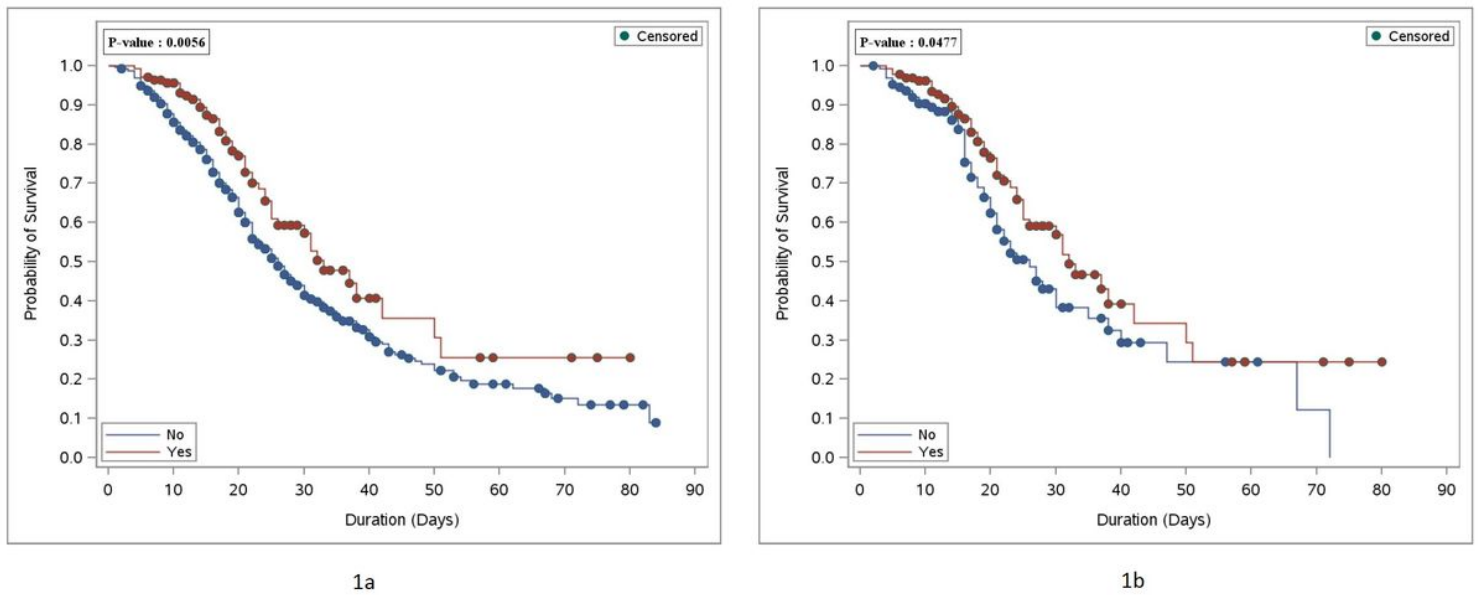 P-value : 0.0056
Censored
1.0
0.9
0.8
0.7
0.6
0.5
0.4
0.3
0.2
0.1
0.0
Probability of Survival
No
Yes
0 10 20 30 40 50 60 70 80 90
Duration (Days)
1a
P-value : 0.0477
Censored
1.0
0.9
0.8
0.7
0.6
0.5
0.4
0.3
0.2
0.1
0.0
Probability of Survival
No
Yes
0 10 20 30 40 50 60 70 80 90
Duration (Days)
1b